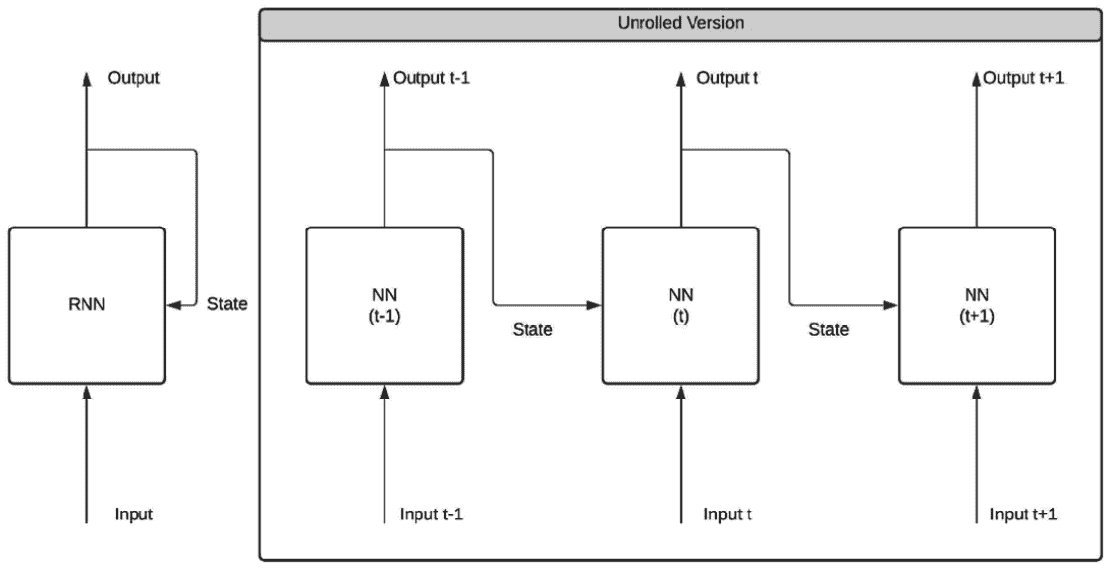 Unrolled Version
Output
Output t-1
Output t
Output t+1
RNN
State
NN
(t-1)
State
NN
(t)
State
NN
(t+1)
Input
Input t-1
Input t
Input t+1